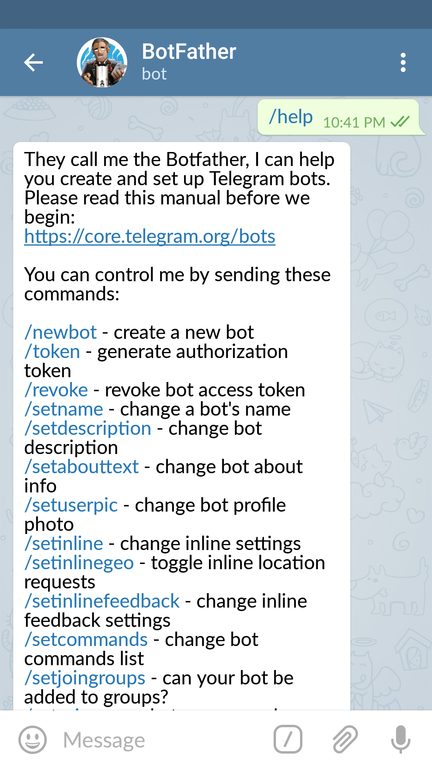 BotFather
bot
/help 10:41 PM
They call me the Botfather, I can help
you create and set up Telegram bots.
Please read this manual before we
begin:
https://core.telegram.org/bots
You can control me by sending these
commands:
/newbot - create a new bot
/token - generate authorization
token
/revoke - revoke bot access token
/setname - change a bot's name
/setdescription - change bot
description
/setabouttext - change bot about
info
/setuserpic - change bot profile
photo
/setinline - change inline settings
/setinlinegeo - toggle inline location
requests
/setinlinefeedback - change inline
feedback settings
/setcommands - change bot
commands list
/setjoingroups - can your bot be
added to groups?
Message